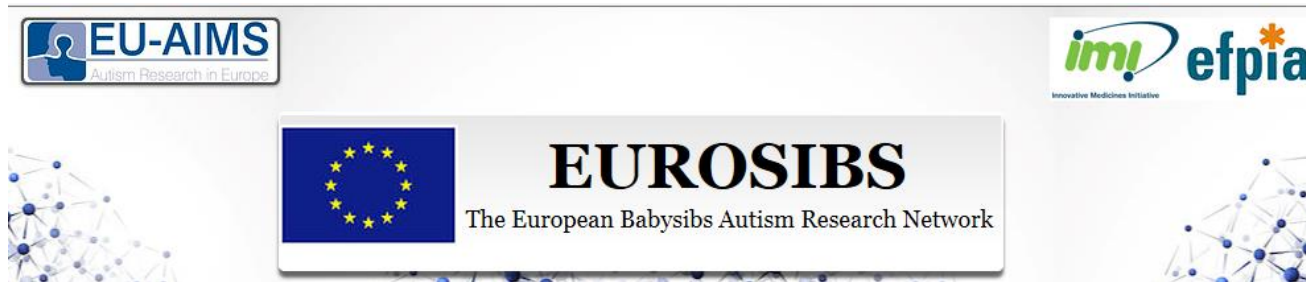 EU-AIMS
Autism Research in Europe
imi
efpia
Innovative Medicines Initiative
EUROSIBS
The European Babysibs Autism Research Network